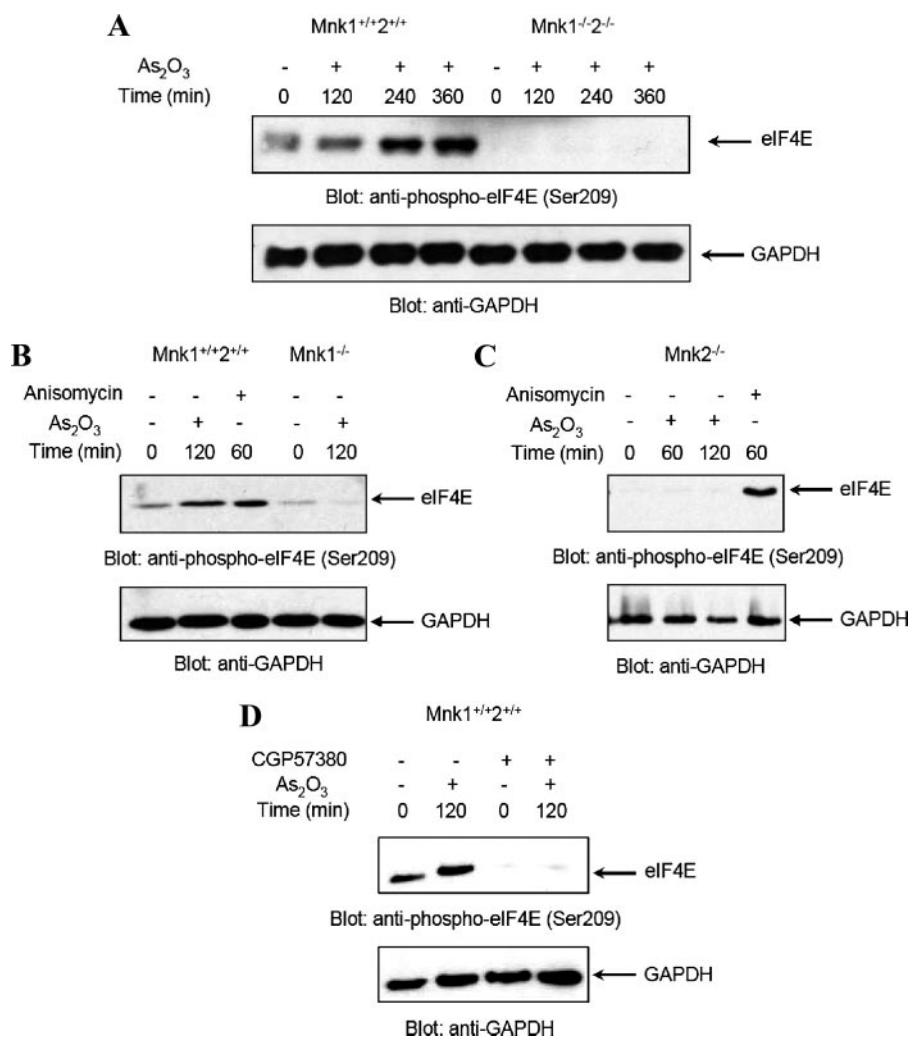 A
Mnk1+/+2+/+ Mnk1-/-2-/-
As2O3 - + + + - + + +
Time (min) 0 120 240 360 0 120 240 360
eIF4E
Blot: anti-phospho-eIF4E (Ser209)
GAPDH
Blot: anti-GAPDH
B
Mnk1+/+2+/+ Mnk1-/-
Anisomycin - - + - -
As2O3 - + - - +
Time (min) 0 120 60 0 120
eIF4E
Blot: anti-phospho-eIF4E (Ser209)
GAPDH
Blot: anti-GAPDH
C
Mnk2-/-
Anisomycin - - - +
As2O3 - + + -
Time (min) 0 60 120 60
eIF4E
Blot: anti-phospho-eIF4E (Ser209)
GAPDH
Blot: anti-GAPDH
D
Mnk1+/+2+/+
CGP57380 - - + +
As2O3 - + - +
Time (min) 0 120 0 120
eIF4E
Blot: anti-phospho-eIF4E (Ser209)
GAPDH
Blot: anti-GAPDH